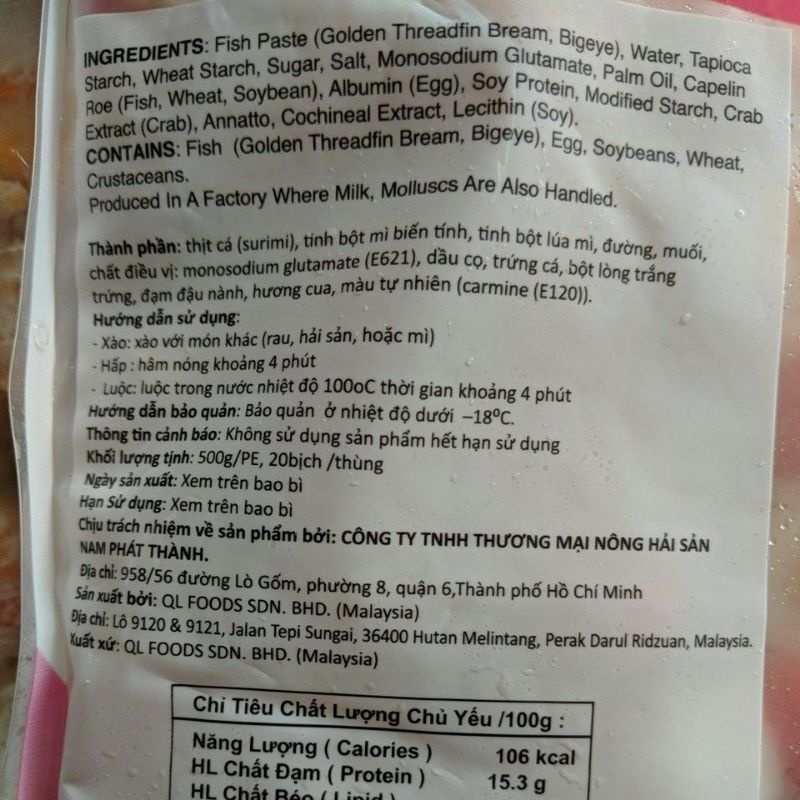 INGREDIENTS: Fish Paste (Golden Threadfin Bream, Bigeye), Water, Tapioca
Starch, Wheat Starch, Sugar, Salt, Monosodium Glutamate, Palm Oil, Capelin
Roe (Fish, Wheat, Soybean), Albumin (Egg), Soy Protein, Modified Starch, Crab
Extract (Crab), Annatto, Cochineal Extract, Lecithin (Soy).
CONTAINS: Fish (Golden Threadfin Bream, Bigeye), Egg, Soybeans, Wheat,
Crustaceans.
Produced In A Factory Where Milk, Molluscs Are Also Handled.
Thành phần: thịt cá (surimi), tinh bột mì biến tính, tinh bột lúa mì, đường, muối,
chất điều vị: monosodium glutamate (E621), dầu cọ, trứng cá, bột lòng trắng
trứng, đạm đậu nành, hương cua, màu tự nhiên (carmine (E120)).
Hướng dẫn sử dụng:
- Xào: xào với món khác (rau, hải sản, hoặc mì)
- Hấp : hâm nóng khoảng 4 phút
- Luộc: luộc trong nước nhiệt độ 100oC thời gian khoảng 4 phút
Hướng dẫn bảo quản: Bảo quản ở nhiệt độ dưới –18ºC.
Thông tin cảnh báo: Không sử dụng sản phẩm hết hạn sử dụng
Khối lượng tịnh: 500g/PE, 20bịch /thùng
Ngày sản xuất: Xem trên bao bì
Hạn Sử dụng: Xem trên bao bì
Chịu trách nhiệm về sản phẩm bởi: CÔNG TY TNHH THƯƠNG MẠI NÔNG HẢI SẢN
NAM PHÁT THÀNH.
Địa chỉ: 958/56 đường Lò Gốm, phường 8, quận 6,Thành phố Hồ Chí Minh
Sản xuất bởi: QL FOODS SDN. BHD. (Malaysia)
Địa chỉ: Lô 9120 & 9121, Jalan Tepi Sungai, 36400 Hutan Melintang, Perak Darul Ridzuan, Malaysia.
Xuất xứ: QL FOODS SDN. BHD. (Malaysia)
Chỉ Tiêu Chất Lượng Chủ Yếu /100g :
Năng Lượng ( Calories ) 106 kcal
HL Chất Đạm ( Protein ) 15.3 g
HL Chất Béo ( Lipid )